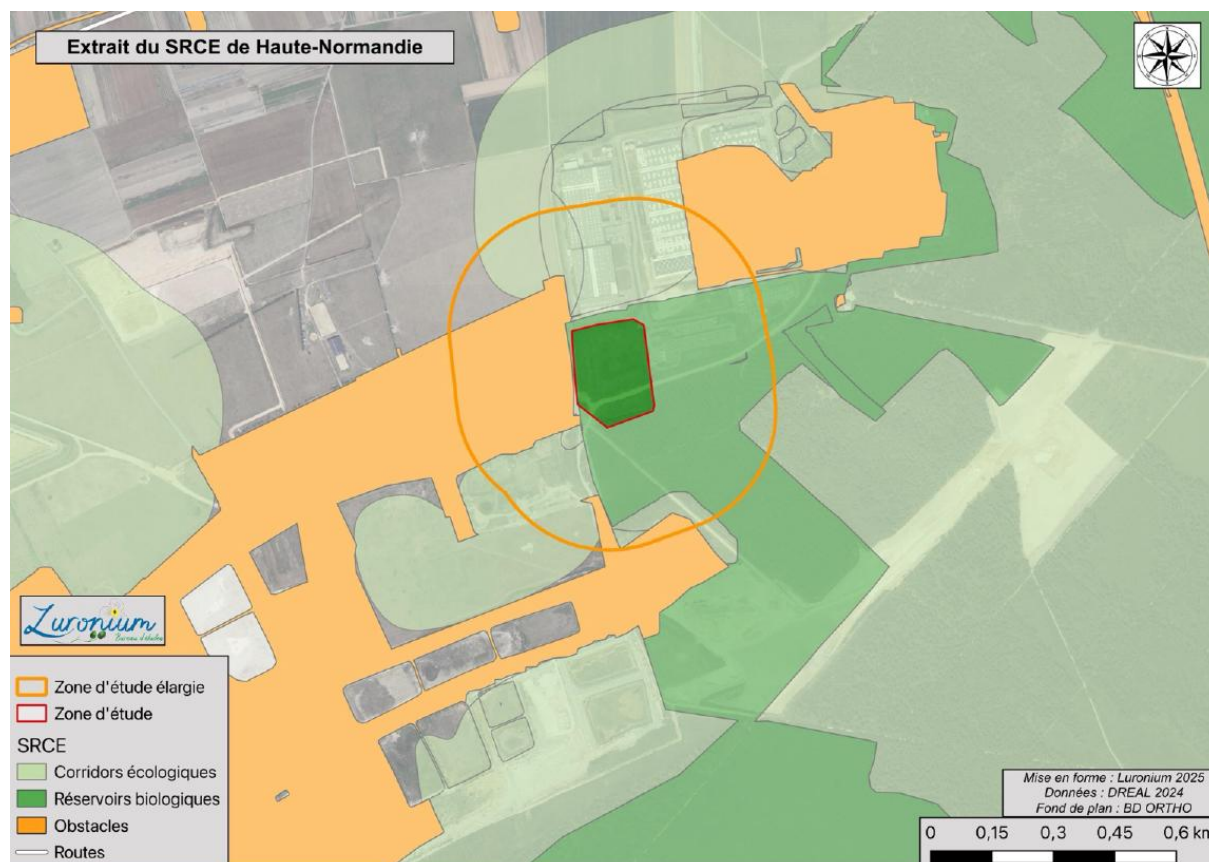 Extrait du SRCE de Haute-Normandie
Luronium
Bureau d'études
Zone d'étude élargie
Zone d'étude
SRCE
Corridors écologiques
Réservoirs biologiques
Obstacles
Routes
Mise en forme : Luronium 2025
Données : DREAL 2024
Fond de plan : BD ORTHO
0 0,15 0,3 0,45 0,6 km